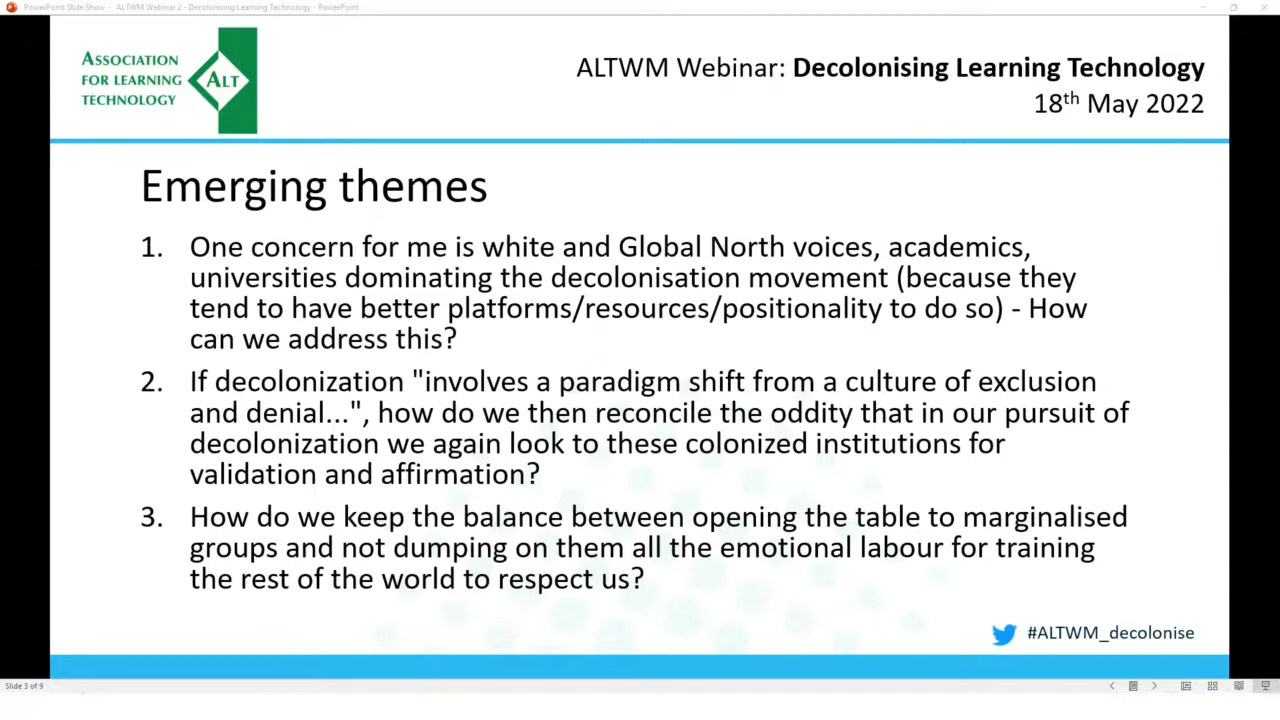 PowerPoint Slide Show - ALTWM Webinar 2 - Decolonising Learning Technology - PowerPoint
ASSOCIATION
FOR LEARNING
TECHNOLOGY
ALT
ALTWM Webinar: Decolonising Learning Technology
18th May 2022
Emerging themes
1. One concern for me is white and Global North voices, academics,
universities dominating the decolonisation movement (because they
tend to have better platforms/resources/positionality to do so) - How
can we address this?
2. If decolonization "involves a paradigm shift from a culture of exclusion
and denial...", how do we then reconcile the oddity that in our pursuit of
decolonization we again look to these colonized institutions for
validation and affirmation?
3. How do we keep the balance between opening the table to marginalised
groups and not dumping on them all the emotional labour for training
the rest of the world to respect us?
#ALTWM_decolonise
Slide 3 of 9